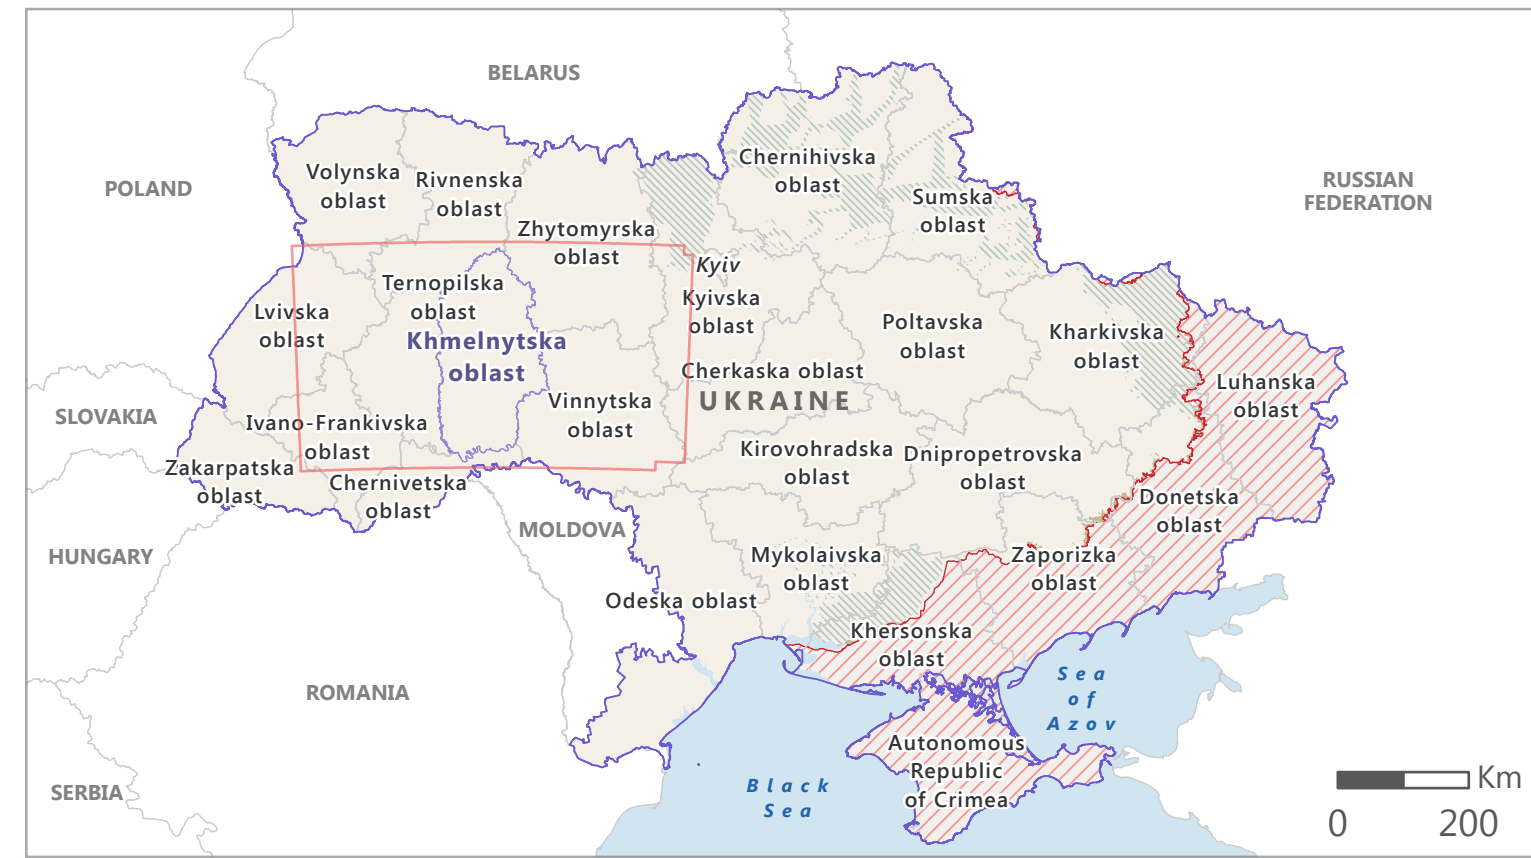 BELARUS
POLAND
RUSSIAN
FEDERATION
Volynska
oblast
Rivnenska
oblast
Zhytomyrska
oblast
Chernihivska
oblast
Sumska
oblast
Kyiv
Kyivska
oblast
Lvivska
oblast
Ternopilska
oblast
Khmelnytska
oblast
Poltavska
oblast
Kharkivska
oblast
Luhanska
oblast
Cherkaska oblast
UKRAINE
Vinnytska
oblast
SLOVAKIA
Ivano-Frankivska
oblast
Zakarpatska
oblast
Chernivetska
oblast
Kirovohradska
oblast
Dnipropetrovska
oblast
Donetska
oblast
HUNGARY
MOLDOVA
Mykolaivska
oblast
Zaporizka
oblast
Odeska oblast
Khersonska
oblast
ROMANIA
Sea
of
Azov
Autonomous
Republic
of Crimea
Black
Sea
SERBIA
Km
0 200